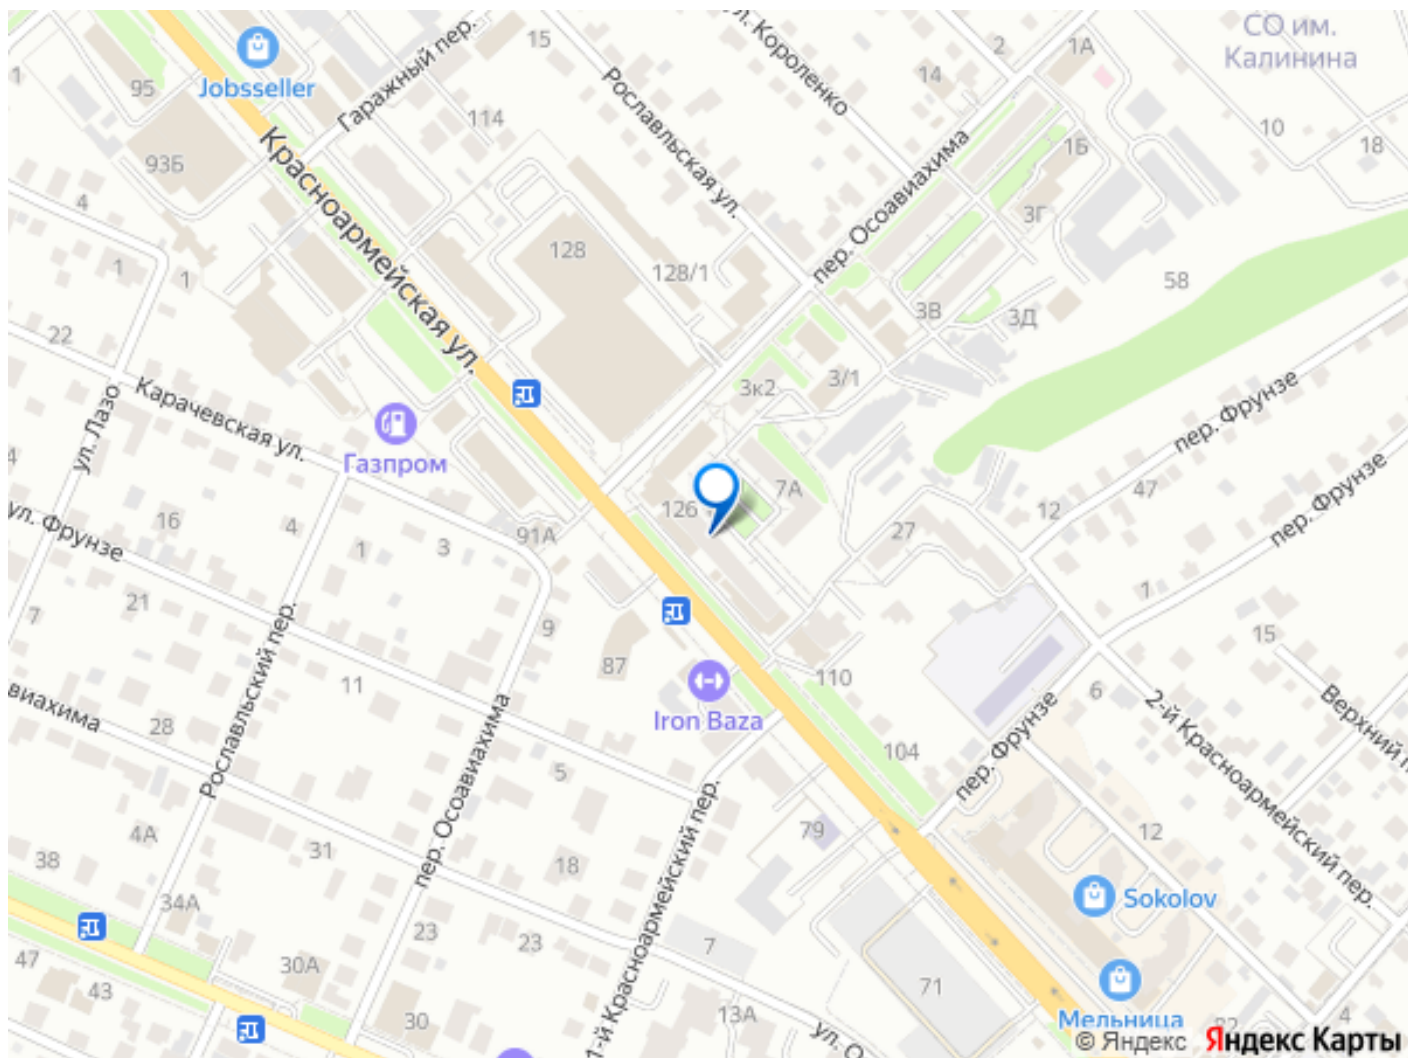 СО им.
Калинина
ул. Короленко
2
1А
15
14
Гаражный пер.
Jobsseller
1
95
Рославльская ул.
114
10
18
1Б
93Б
Красноармейская ул.
пер. Осоавиахима
4
3Г
128
128/1
1
1
58
3В
3Д
22
3/1
3к2
Карачевская ул.
ул. Лазо
пер. Фрунзе
Газпром
4
7А
47
12
пер. Фрунзе
ул. Фрунзе
16
4
126
27
91А
1
3
1
21
7
9
15
Рославльский пер.
87
11
110
6
Iron Baza
Верхний п
2-й Красноармейский пер.
виахима
28
104
пер. Фрунзе
5
пер. Осоавиахима
4А
31
79
12
38
18
1-й Красноармейский пер.
Sokolov
34А
23
23
7
47
30А
71
43
30
13А
ул. О
4
Мельница
82
© Яндекс Яндекс Карты